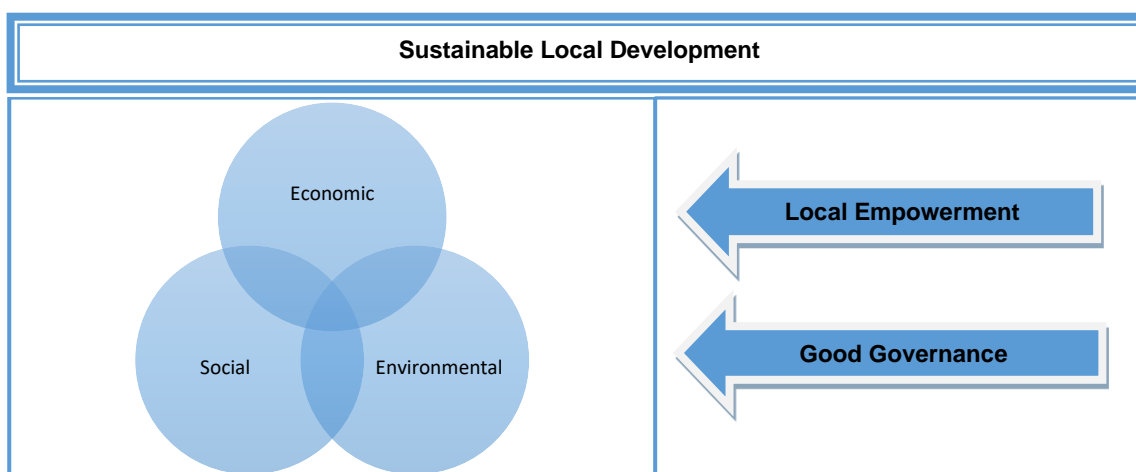 Sustainable Local Development
Economic
Local Empowerment
Social
Environmental
Good Governance